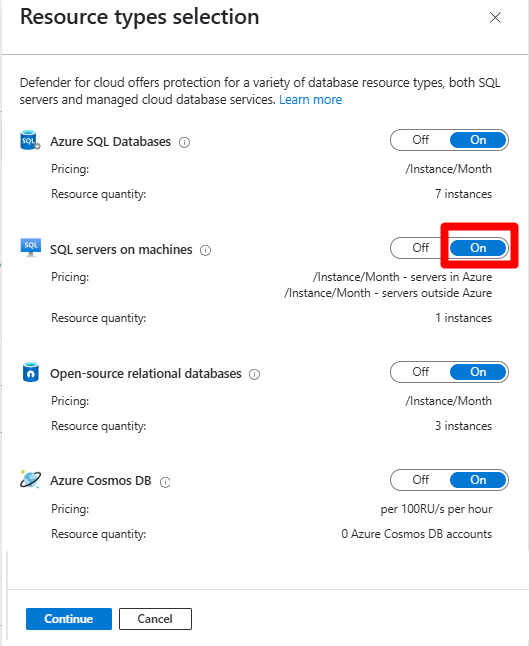 Resource types selection
Defender for cloud offers protection for a variety of database resource types, both SQL
servers and managed cloud database services. Learn more
SQL
Azure SQL Databases
Off On
Pricing: /Instance/Month
Resource quantity: 7 instances
SQL
SQL servers on machines
Off On
Pricing: /Instance/Month - servers in Azure
/Instance/Month - servers outside Azure
Resource quantity: 1 instances
Open-source relational databases
Off On
Pricing: /Instance/Month
Resource quantity: 3 instances
Azure Cosmos DB
Off On
Pricing: per 100RU/s per hour
Resource quantity: 0 Azure Cosmos DB accounts
Continue Cancel